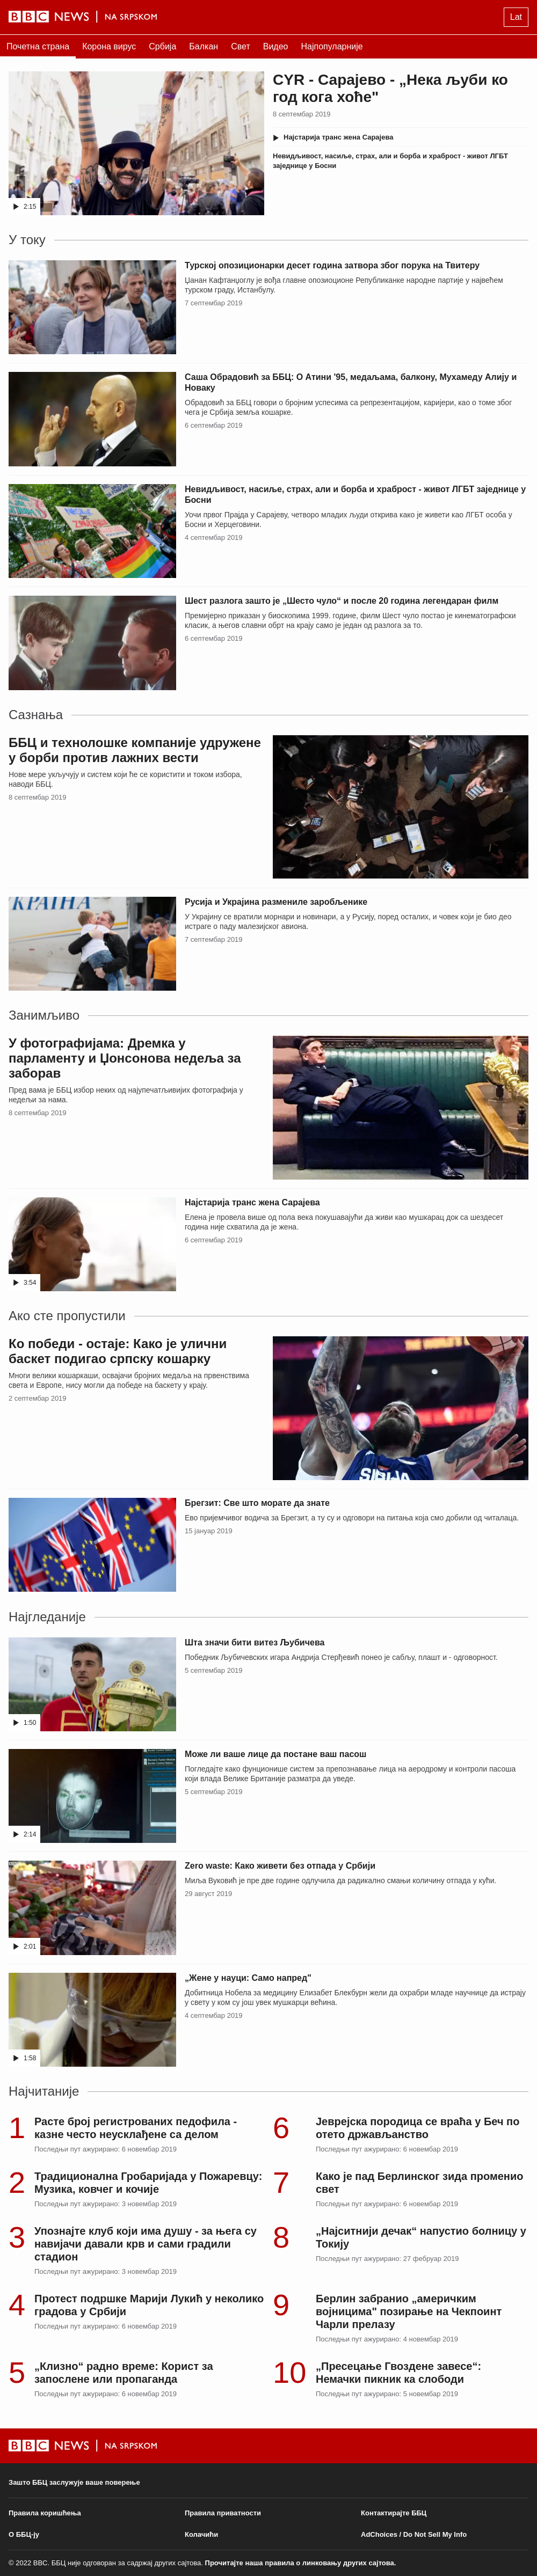 BBC NEWS | НА СРПСКОМ
Lat
Почетна страна
Корона вирус
Србија
Балкан
Свет
Видео
Најпопуларније
CYR - Сарајево - „Нека љуби ко
год кога хоће"
8 септембар 2019
Најстарија транс жена Сарајева
Невидљивост, насиље, страх, али и борба и храброст - живот ЛГБТ
заједнице у Босни
2:15
У току
Турској опозиционарки десет година затвора због порука на Твитеру
Џанан Кафтанџоглу је вођа главне опозиоционе Републиканке народне партије у највећем
турском граду, Истанбулу.
7 септембар 2019
Саша Обрадовић за ББЦ: О Атини '95, медаљама, балкону, Мухамеду Алију и
Новаку
Обрадовић за ББЦ говори о бројним успесима са репрезентацијом, каријери, као о томе због
чега је Србија земља кошарке.
6 септембар 2019
Невидљивост, насиље, страх, али и борба и храброст - живот ЛГБТ заједнице у
Босни
Уочи првог Прајда у Сарајеву, четворо младих људи открива како је живети као ЛГБТ особа у
Босни и Херцеговини.
4 септембар 2019
Шест разлога зашто је „Шесто чуло“ и после 20 година легендаран филм
Премијерно приказан у биоскопима 1999. године, филм Шест чуло постао је кинематографски
класик, а његов славни обрт на крају само је један од разлога за то.
6 септембар 2019
Сазнања
ББЦ и технолошке компаније удружене
у борби против лажних вести
Нове мере укључују и систем који ће се користити и током избора,
наводи ББЦ.
8 септембар 2019
КРАЇНА
Русија и Украјина размениле заробљенике
У Украјину се вратили морнари и новинари, а у Русију, поред осталих, и човек који је био део
истраге о паду малезијског авиона.
7 септембар 2019
Занимљиво
У фотографијама: Дремка у
парламенту и Џонсонова недеља за
заборав
Пред вама је ББЦ избор неких од најупечатљивијих фотографија у
недељи за нама.
8 септембар 2019
Најстарија транс жена Сарајева
Елена је провела више од пола века покушавајући да живи као мушкарац док са шездесет
година није схватила да је жена.
6 септембар 2019
3:54
Ако сте пропустили
Ко победи - остаје: Како је улични
баскет подигао српску кошарку
Многи велики кошаркаши, освајачи бројних медаља на првенствима
света и Европе, нису могли да победе на баскету у крају.
2 септембар 2019
Брегзит: Све што морате да знате
Ево пријемчивог водича за Брегзит, а ту су и одговори на питања која смо добили од читалаца.
15 јануар 2019
Најгледаније
Шта значи бити витез Љубичева
Победник Љубичевских игара Андрија Стерђевић понео је сабљу, плашт и - одговорност.
5 септембар 2019
1:50
Може ли ваше лице да постане ваш пасош
Погледајте како фунционише систем за препознавање лица на аеродрому и контроли пасоша
који влада Велике Британије разматра да уведе.
5 септембар 2019
2:14
Zero waste: Како живети без отпада у Србији
Миља Вуковић је пре две године одлучила да радикално смањи количину отпада у кући.
29 август 2019
2:01
„Жене у науци: Само напред"
Добитница Нобела за медицину Елизабет Блекбурн жели да охрабри младе научнице да истрају
у свету у ком су још увек мушкарци већина.
4 септембар 2019
1:58
Најчитаније
1
Расте број регистрованих педофила -
казне често неусклађене са делом
Последњи пут ажурирано: 6 новембар 2019
2
Традиционална Гробаријада у Пожаревцу:
Музика, ковчег и кочије
Последњи пут ажурирано: 3 новембар 2019
3
Упознајте клуб који има душу - за њега су
навијачи давали крв и сами градили
стадион
Последњи пут ажурирано: 3 новембар 2019
4
Протест подршке Марији Лукић у неколико
градова у Србији
Последњи пут ажурирано: 6 новембар 2019
5
„Клизно“ радно време: Корист за
запослене или пропаганда
Последњи пут ажурирано: 6 новембар 2019
6
Јеврејска породица се враћа у Беч по
отето држављанство
Последњи пут ажурирано: 6 новембар 2019
7
Како је пад Берлинског зида променио
свет
Последњи пут ажурирано: 6 новембар 2019
8
„Најситнији дечак“ напустио болницу у
Токију
Последњи пут ажурирано: 27 фебруар 2019
9
Берлин забранио „америчким
војницима" позирање на Чекпоинт
Чарли прелазу
Последњи пут ажурирано: 4 новембар 2019
10
„Пресецање Гвоздене завесе“:
Немачки пикник ка слободи
Последњи пут ажурирано: 5 новембар 2019
BBC NEWS | НА СРПСКОМ
Зашто ББЦ заслужује ваше поверење
Правила коришћења
Правила приватности
Контактирајте ББЦ
О ББЦ-ју
Колачићи
AdChoices / Do Not Sell My Info
© 2022 BBC. ББЦ није одговоран за садржај других сајтова. Прочитајте наша правила о линковању других сајтова.